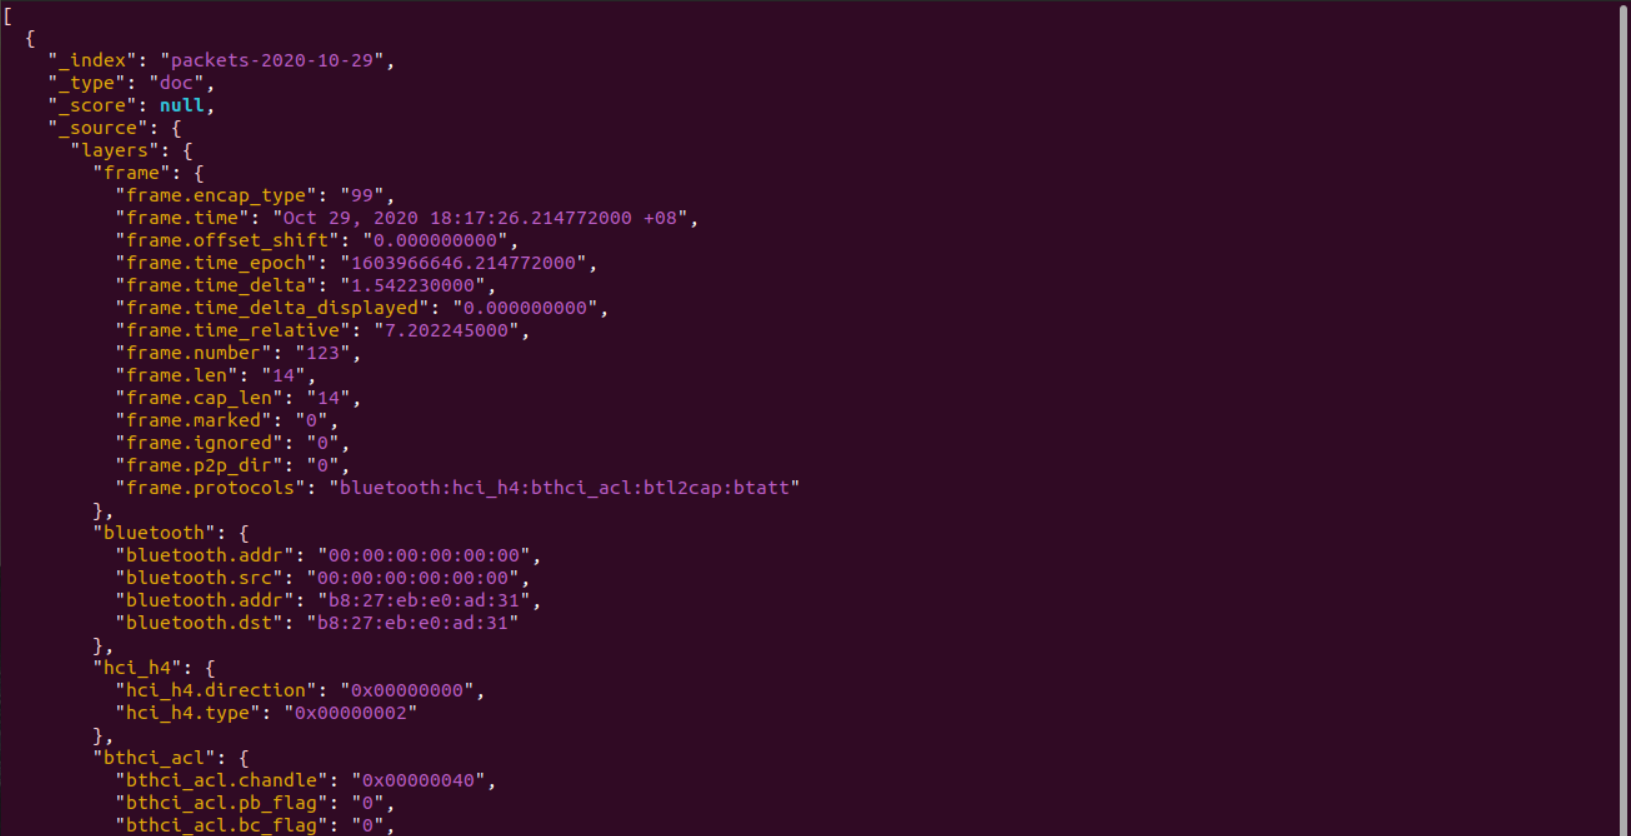 [
  {
    "_index": "packets-2020-10-29",
    "_type": "doc",
    "_score": null,
    "_source": {
      "layers": {
        "frame": {
          "frame.encap_type": "99",
          "frame.time": "Oct 29, 2020 18:17:26.214772000 +08",
          "frame.offset_shift": "0.000000000",
          "frame.time_epoch": "1603966646.214772000",
          "frame.time_delta": "1.542230000",
          "frame.time_delta_displayed": "0.000000000",
          "frame.time_relative": "7.202245000",
          "frame.number": "123",
          "frame.len": "14",
          "frame.cap_len": "14",
          "frame.marked": "0",
          "frame.ignored": "0",
          "frame.p2p_dir": "0",
          "frame.protocols": "bluetooth:hci_h4:bthci_acl:btl2cap:btatt"
        },
        "bluetooth": {
          "bluetooth.addr": "00:00:00:00:00:00",
          "bluetooth.src": "00:00:00:00:00:00",
          "bluetooth.addr": "b8:27:eb:e0:ad:31",
          "bluetooth.dst": "b8:27:eb:e0:ad:31"
        },
        "hci_h4": {
          "hci_h4.direction": "0x00000000",
          "hci_h4.type": "0x00000002"
        },
        "bthci_acl": {
          "bthci_acl.chandle": "0x00000040",
          "bthci_acl.pb_flag": "0",
          "bthci_acl.bc_flag": "0",